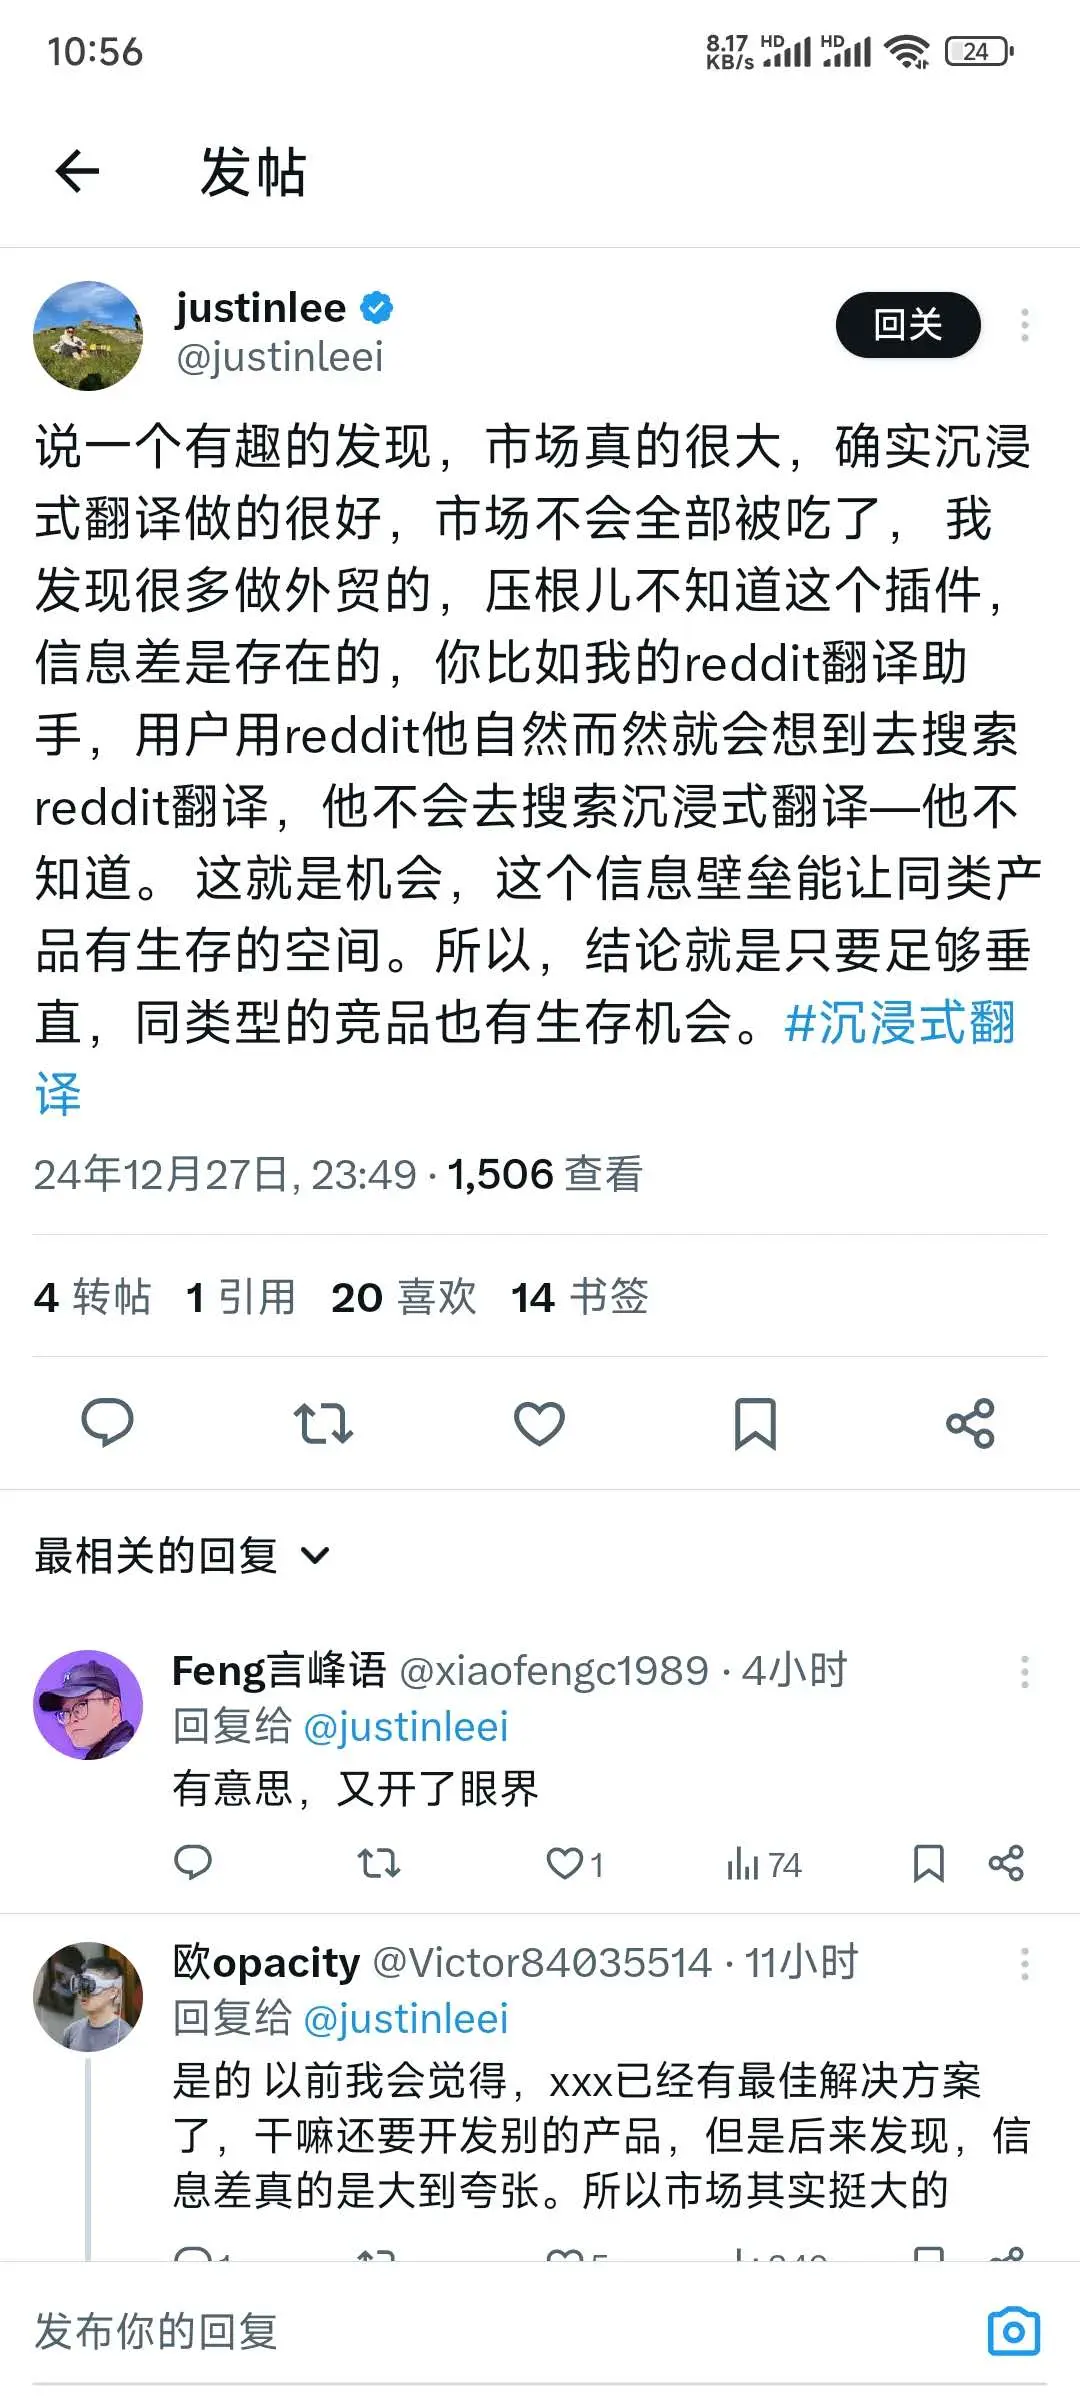 10:56
8.17 KB/s HD HD 24
发帖
justinlee
@justinleei
回关
说一个有趣的发现，市场真的很大，确实沉浸
式翻译做的很好，市场不会全部被吃了， 我
发现很多做外贸的，压根儿不知道这个插件，
信息差是存在的，你比如我的reddit翻译助
手，用户用reddit他自然而然就会想到去搜索
reddit翻译，他不会去搜索沉浸式翻译—他不
知道。 这就是机会，这个信息壁垒能让同类产
品有生存的空间。所以，结论就是只要足够垂
直，同类型的竞品也有生存机会。#沉浸式翻
译
24年12月27日, 23:49 · 1,506 查看
4 转帖 1 引用 20 喜欢 14 书签
最相关的回复
Feng言峰语 @xiaofengc1989 · 4小时
回复给 @justinleei
有意思，又开了眼界
1 74
欧opacity @Victor84035514 · 11小时
回复给 @justinleei
是的 以前我会觉得，xxx已经有最佳解决方案
了，干嘛还要开发别的产品，但是后来发现，信
息差真的是大到夸张。所以市场其实挺大的
发布你的回复